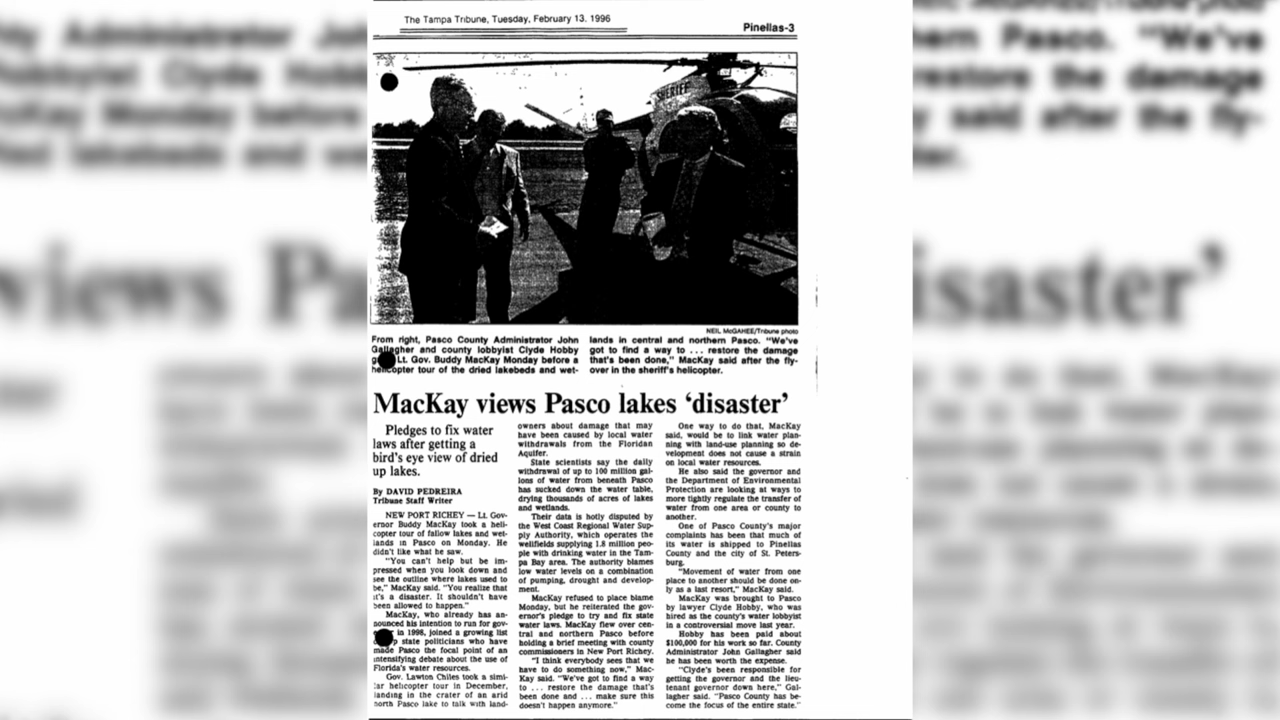 The Tampa Tribune, Tuesday, February 13, 1996
Pinellas-3
SHERIFF
NEIL McGAHEE/Tribune photo
From right, Pasco County Administrator John
Gallagher and county lobbyist Clyde Hobby
Lt. Gov. Buddy MacKay Monday before a
helicopter tour of the dried lakebeds and wet-
lands in central and northern Pasco. "We've
got to find a way to ... restore the damage
that's been done," MacKay said after the fly-
over in the sheriff's helicopter.
MacKay views Pasco lakes 'disaster'
Pledges to fix water
laws after getting a
bird's eye view of dried
up lakes.
By DAVID PEDREIRA
Tribune Staff Writer
NEW PORT RICHEY — Lt. Gov-
ernor Buddy MacKay took a heli-
copter tour of fallow lakes and wet-
lands in Pasco on Monday. He
didn't like what he saw.
"You can't help but be im-
pressed when you look down and
see the outline where lakes used to
be," MacKay said. "You realize that
it's a disaster. It shouldn't have
been allowed to happen."
MacKay, who already has an-
nounced his intention to run for gov-
in 1998, joined a growing list
state politicians who have
made Pasco the focal point of an
intensifying debate about the use of
Florida's water resources.
Gov. Lawton Chiles took a simi-
lar helicopter tour in December,
landing in the crater of an arid
north Pasco lake to talk with land-
owners about damage that may
have been caused by local water
withdrawals from the Floridan
Aquifer.
State scientists say the daily
withdrawal of up to 100 million gal-
lons of water from beneath Pasco
has sucked down the water table,
drying thousands of acres of lakes
and wetlands.
Their data is hotly disputed by
the West Coast Regional Water Sup-
ply Authority, which operates the
wellfields supplying 1.8 million peo-
ple with drinking water in the Tam-
pa Bay area. The authority blames
low water levels on a combination
of pumping, drought and develop-
ment.
MacKay refused to place blame
Monday, but he reiterated the gov-
ernor's pledge to try and fix state
water laws. MacKay flew over cen-
tral and northern Pasco before
holding a brief meeting with county
commissioners in New Port Richey.
"I think everybody sees that we
have to do something now," Mac-
Kay said. "We've got to find a way
to ... restore the damage that's
been done and ... make sure this
doesn't happen anymore."
One way to do that, MacKay
said, would be to link water plan-
ning with land-use planning so de-
velopment does not cause a strain
on local water resources.
He also said the governor and
the Department of Environmental
Protection are looking at ways to
more tightly regulate the transfer of
water from one area or county to
another.
One of Pasco County's major
complaints has been that much of
its water is shipped to Pinellas
County and the city of St. Peters-
burg.
"Movement of water from one
place to another should be done on-
ly as a last resort," MacKay said.
MacKay was brought to Pasco
by lawyer Clyde Hobby, who was
hired as the county's water lobbyist
in a controversial move last year.
Hobby has been paid about
$100,000 for his work so far. County
Administrator John Gallagher said
he has been worth the expense.
"Clyde's been responsible for
getting the governor and the lieu-
tenant governor down here," Gal-
lagher said. "Pasco County has be-
come the focus of the entire state."